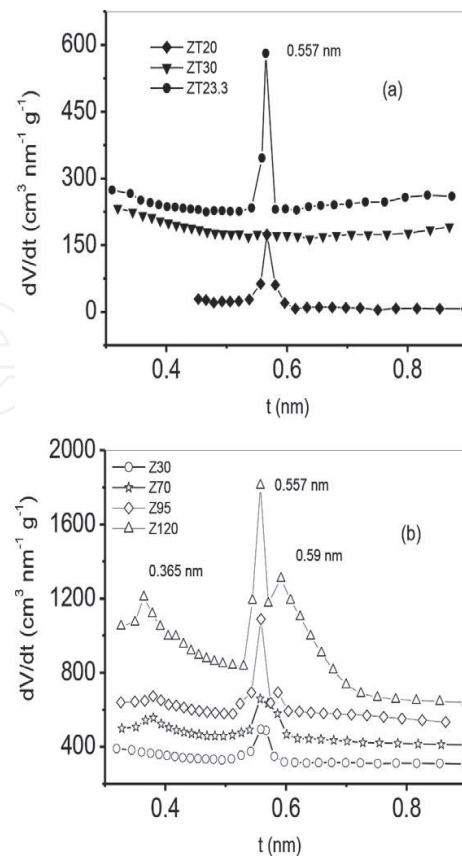 600
450
300
150
0
dV/dt (cm³ nm⁻¹ g⁻¹)
ZT20
ZT30
ZT23.3
0.557 nm
(a)
0.4 0.6 0.8
t (nm)
2000
1600
1200
800
400
dV/dt (cm³ nm⁻¹ g⁻¹)
Z30
Z70
Z95
Z120
0.557 nm
0.59 nm
0.365 nm
(b)
0.4 0.6 0.8
t (nm)